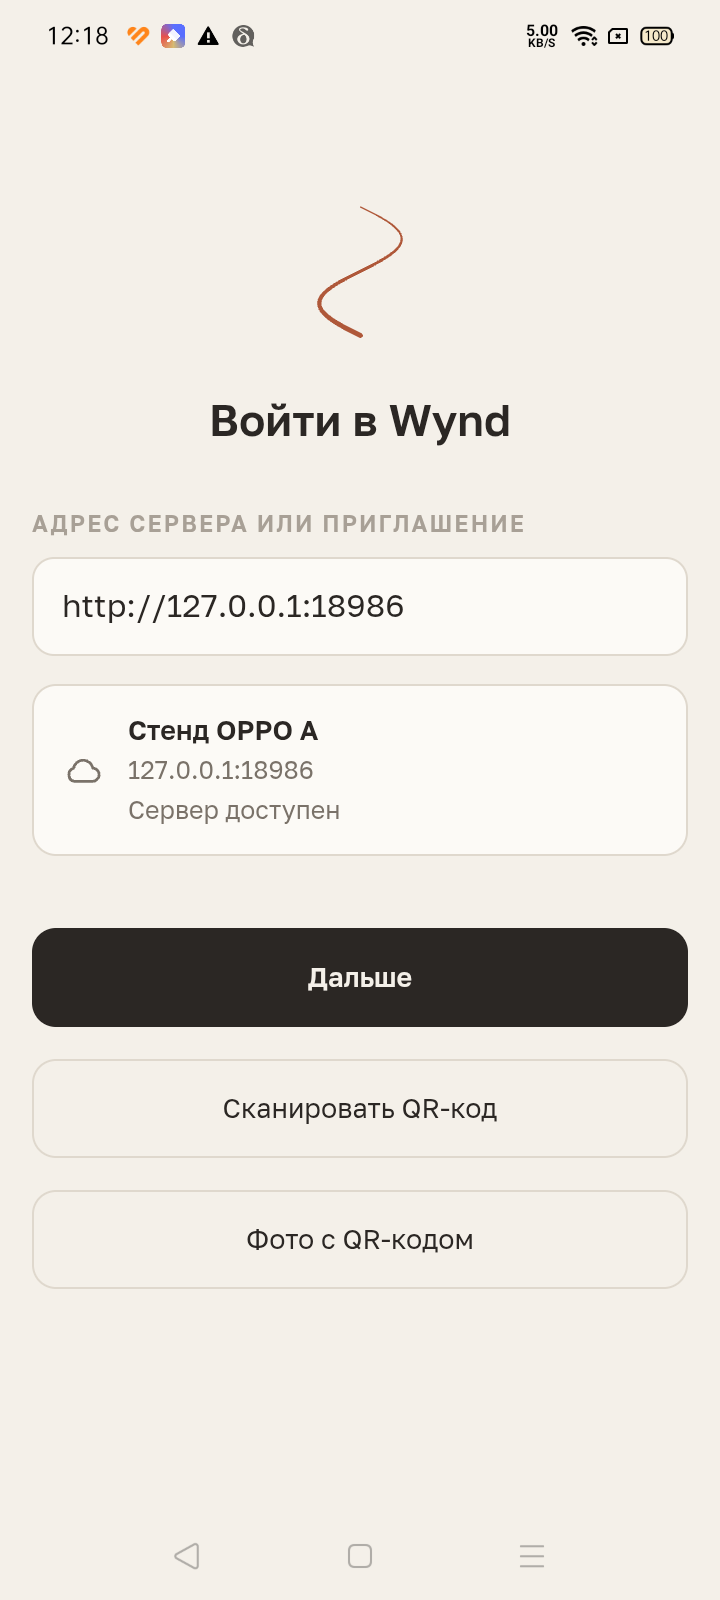 12:18
5.00
KB/S
100
Войти в Wynd
АДРЕС СЕРВЕРА ИЛИ ПРИГЛАШЕНИЕ
http://127.0.0.1:18986
Стенд OPPO A
127.0.0.1:18986
Сервер доступен
Дальше
Сканировать QR-код
Фото с QR-кодом